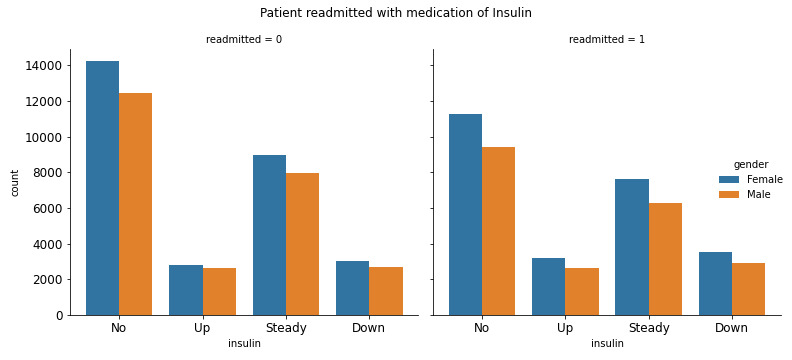 Patient readmitted with medication of Insulin
readmitted = 0
readmitted = 1
14000
12000
10000
8000
6000
4000
2000
0
count
No Up Steady Down
insulin
No Up Steady Down
insulin
gender
Female
Male